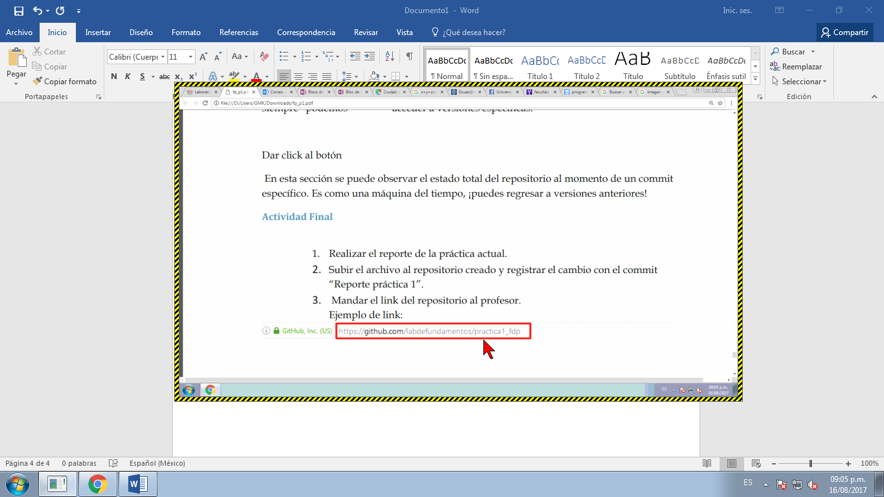 Documento1 - Word
Inic. ses.
Archivo Inicio Insertar Diseño Formato Referencias Correspondencia Revisar Vista ¿Qué desea hacer? Compartir
Pegar
Cortar
Copiar
Copiar formato
Portapapeles
Calibri (Cuerpo 11
N K S abc x₂ x²
AaBbCcDc AaBbCcDc AaBbCc AaBbCcD AaB AaBbCcD AaBbCcDc
¶ Normal ¶ Sin espa... Título 1 Título 2 Título Subtítulo Énfasis sutil
Buscar
Reemplazar
Seleccionar
Edición
file:///D:/Users/GMK/Downloads/fp_p1.pdf
siempre podemos acceder a versiones específicas.
Dar click al botón
En esta sección se puede observar el estado total del repositorio al momento de un commit
específico. Es como una máquina del tiempo, ¡puedes regresar a versiones anteriores!
Actividad Final
1. Realizar el reporte de la práctica actual.
2. Subir el archivo al repositorio creado y registrar el cambio con el commit
“Reporte práctica 1”.
3. Mandar el link del repositorio al profesor.
Ejemplo de link:
GitHub, Inc. (US) https://github.com/labdefundamentos/practica1_fdp
ES 09:05 p.m.
16/08/2017
Página 4 de 4 0 palabras Español (México) 100%
ES 09:05 p.m.
16/08/2017